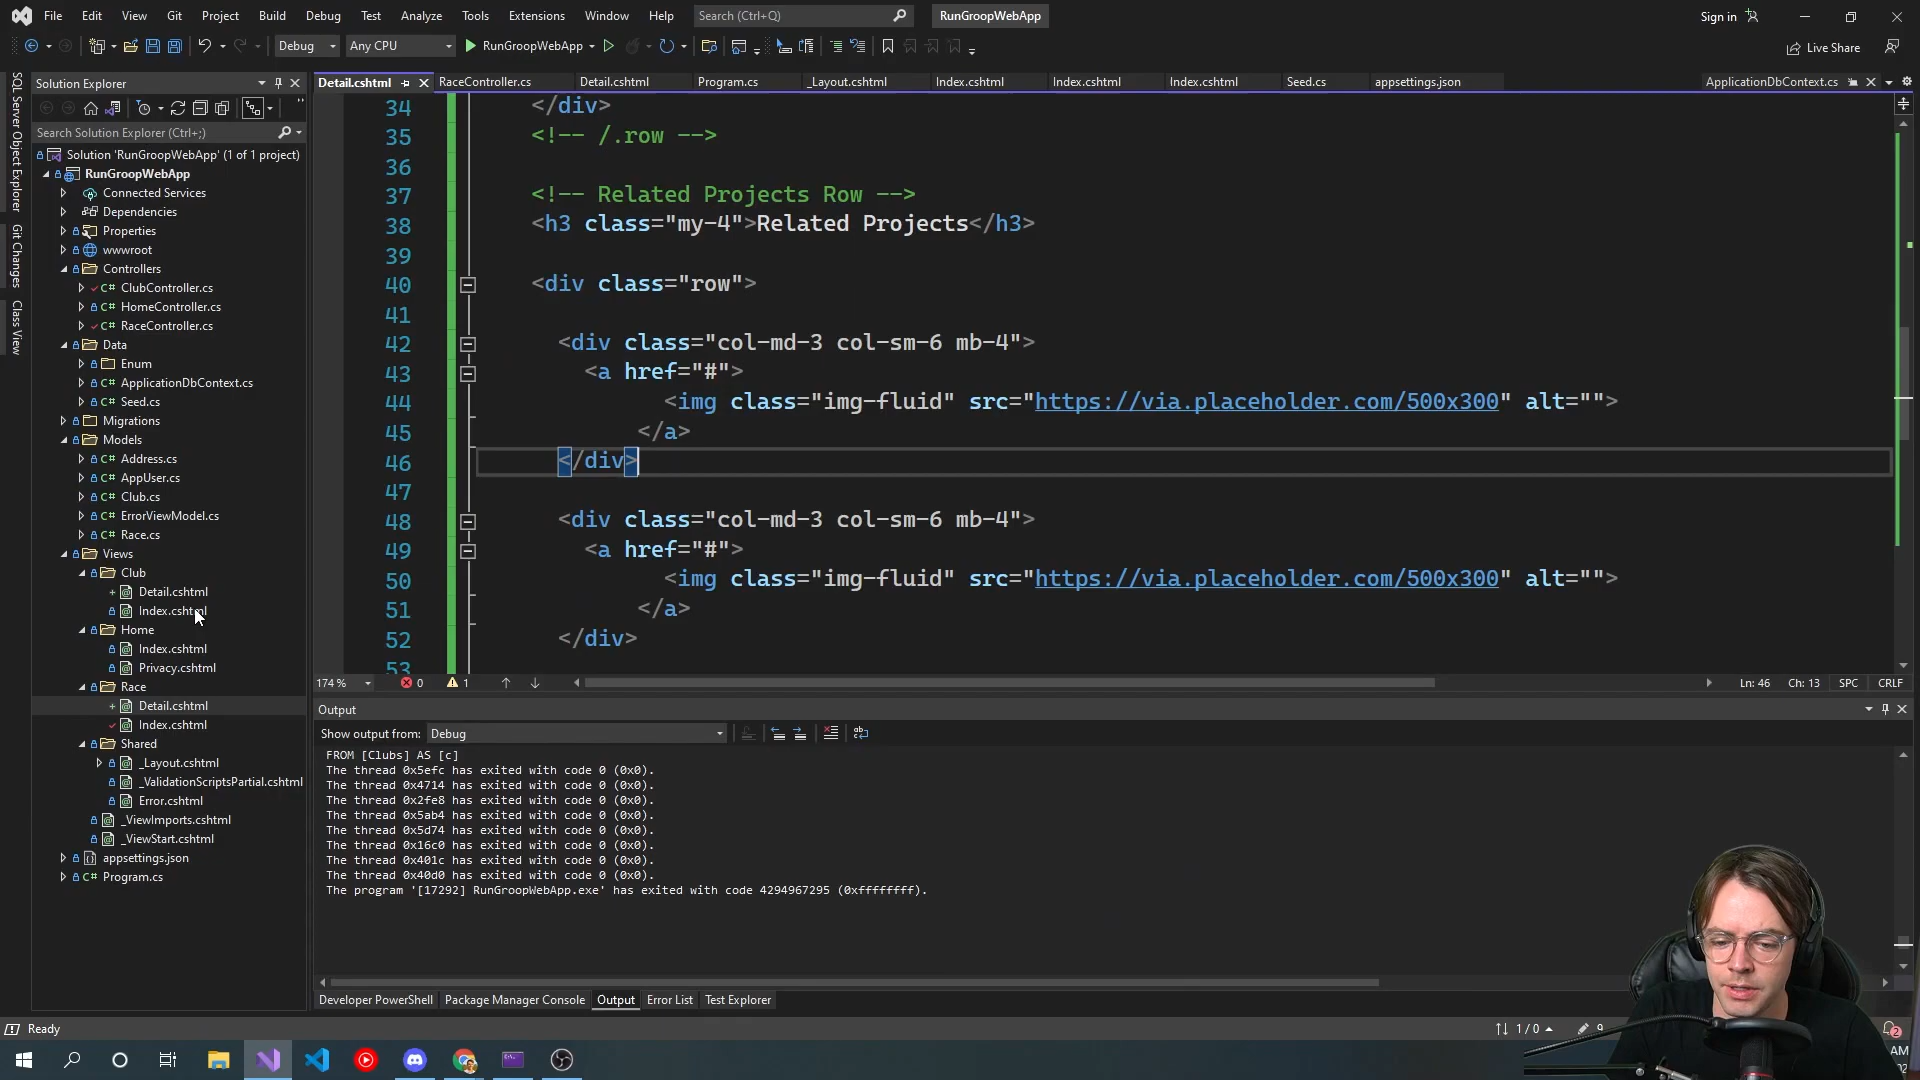 File Edit View Git Project Build Debug Test Analyze Tools Extensions Window Help Search (Ctrl+Q) RunGroopWebApp Sign in
Debug Any CPU RunGroopWebApp Live Share
SQL Server Object Explorer
Git Changes
Class View
Solution Explorer
Search Solution Explorer (Ctrl+;)
Solution 'RunGroopWebApp' (1 of 1 project)
RunGroopWebApp
Connected Services
Dependencies
Properties
wwwroot
Controllers
C# ClubController.cs
C# HomeController.cs
C# RaceController.cs
Data
Enum
C# ApplicationDbContext.cs
C# Seed.cs
Migrations
Models
C# Address.cs
C# AppUser.cs
C# Club.cs
C# ErrorViewModel.cs
C# Race.cs
Views
Club
Detail.cshtml
Index.cshtml
Home
Index.cshtml
Privacy.cshtml
Race
Detail.cshtml
Index.cshtml
Shared
_Layout.cshtml
_ValidationScriptsPartial.cshtml
Error.cshtml
_ViewImports.cshtml
_ViewStart.cshtml
appsettings.json
C# Program.cs
Detail.cshtml RaceController.cs Detail.cshtml Program.cs _Layout.cshtml Index.cshtml Index.cshtml Index.cshtml Seed.cs appsettings.json ApplicationDbContext.cs
34 </div>
35 <!-- /.row -->
36
37 <!-- Related Projects Row -->
38 <h3 class="my-4">Related Projects</h3>
39
40 <div class="row">
41
42 <div class="col-md-3 col-sm-6 mb-4">
43 <a href="#">
44 <img class="img-fluid" src="https://via.placeholder.com/500x300" alt="">
45 </a>
46 </div>
47
48 <div class="col-md-3 col-sm-6 mb-4">
49 <a href="#">
50 <img class="img-fluid" src="https://via.placeholder.com/500x300" alt="">
51 </a>
52 </div>
53
174 % 0 1 Ln: 46 Ch: 13 SPC CRLF
Output
Show output from: Debug
FROM [Clubs] AS [c]
The thread 0x5efc has exited with code 0 (0x0).
The thread 0x4714 has exited with code 0 (0x0).
The thread 0x2fe8 has exited with code 0 (0x0).
The thread 0x5ab4 has exited with code 0 (0x0).
The thread 0x5d74 has exited with code 0 (0x0).
The thread 0x16c0 has exited with code 0 (0x0).
The thread 0x401c has exited with code 0 (0x0).
The thread 0x40d0 has exited with code 0 (0x0).
The program '[17292] RunGroopWebApp.exe' has exited with code 4294967295 (0xffffffff).
Developer PowerShell Package Manager Console Output Error List Test Explorer
Ready 1 / 0 9 2
AM